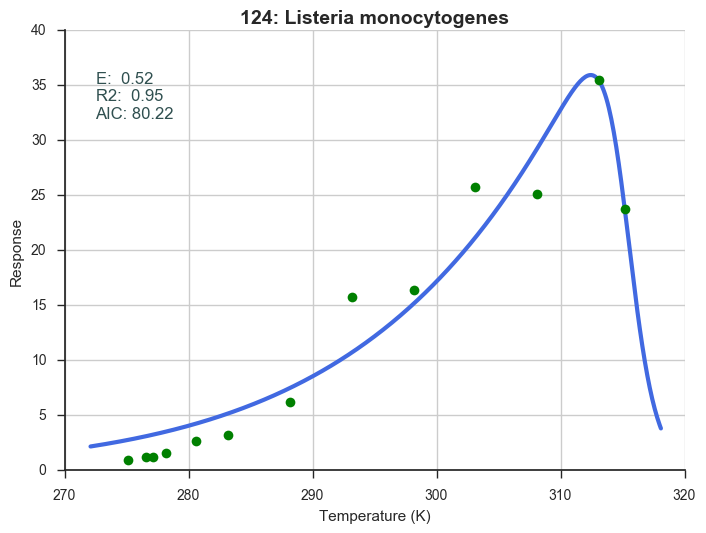 124: Listeria monocytogenes
40
35
30
25
20
15
10
5
0
E:  0.52
R2:  0.95
AIC: 80.22
Response
270 280 290 300 310 320
Temperature (K)